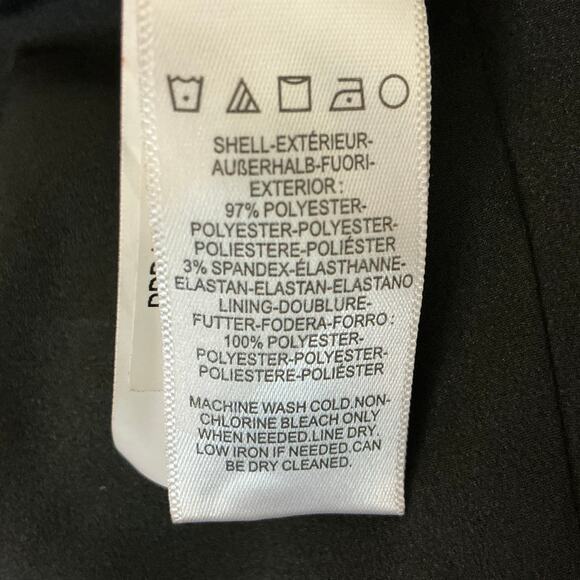 SHELL-EXTÉRIEUR-
AUßERHALB-FUORI-
EXTERIOR :
97% POLYESTER-
POLYESTER-POLYESTER-
POLIESTERE-POLIÉSTER
3% SPANDEX-ÉLASTHANNE-
ELASTAN-ELASTAN-ELASTANO
LINING-DOUBLURE-
FUTTER-FODERA-FORRO :
100% POLYESTER-
POLYESTER-POLYESTER-
POLIESTERE-POLIÉSTER
MACHINE WASH COLD.NON-
CHLORINE BLEACH ONLY
WHEN NEEDED.LINE DRY.
LOW IRON IF NEEDED.CAN
BE DRY CLEANED.